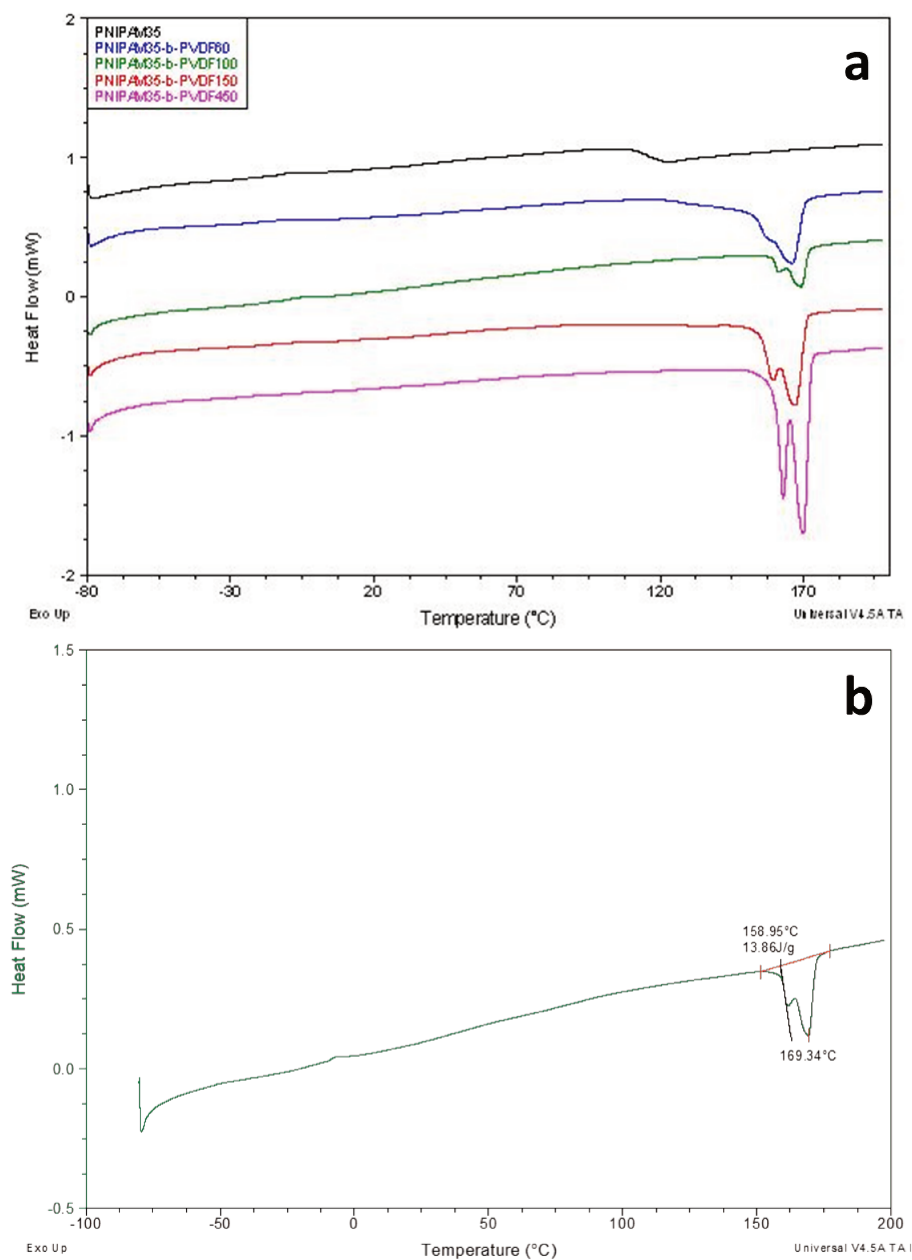 PNIPAM35
PNIPAM35-b-PVDF60
PNIPAM35-b-PVDF100
PNIPAM35-b-PVDF150
PNIPAM35-b-PVDF450
a
2
1
0
-1
-2
Heat Flow (mW)
-80 -30 20 70 120 170
Exo Up
Temperature (°C)
Universal V4.5A TA
b
1.5
1.0
0.5
0.0
-0.5
Heat Flow (mW)
158.95°C
13.86J/g
169.34°C
-100 -50 0 50 100 150 200
Exo Up
Temperature (°C)
Universal V4.5A TA I